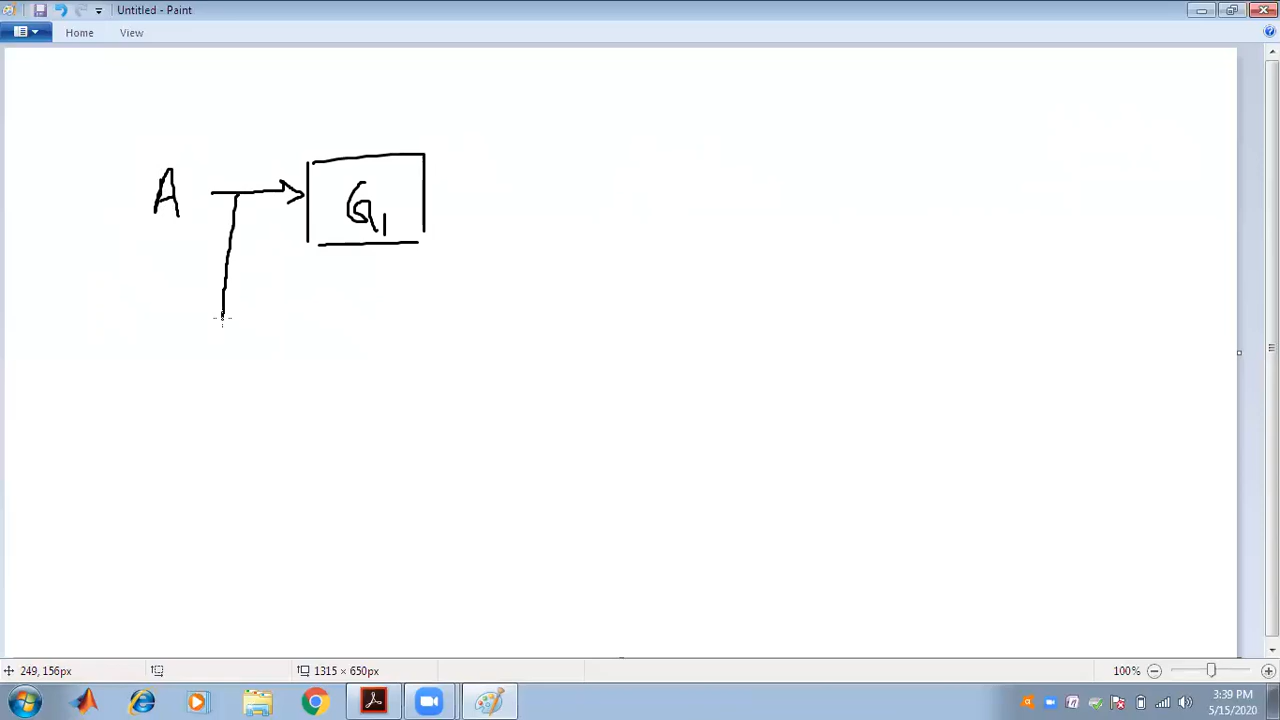 Untitled - Paint
Home View
A G1
249, 156px 1315 × 650px 100%
3:39 PM
5/15/2020